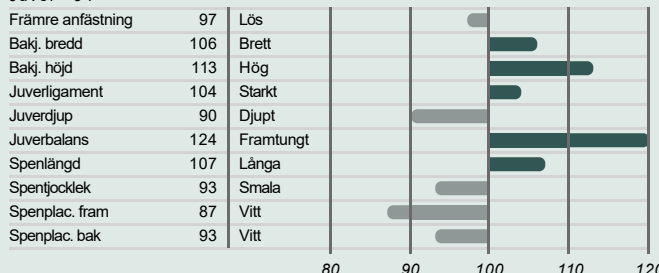 Främre anfästning 97 Lös
Bakj. bredd 106 Brett
Bakj. höjd 113 Hög
Juverligament 104 Starkt
Juverdjup 90 Djupt
Juverbalans 124 Framtungt
Spenlängd 107 Långa
Spentjocklek 93 Smala
Spenplac. fram 87 Vitt
Spenplac. bak 93 Vitt
80 90 100 110 120